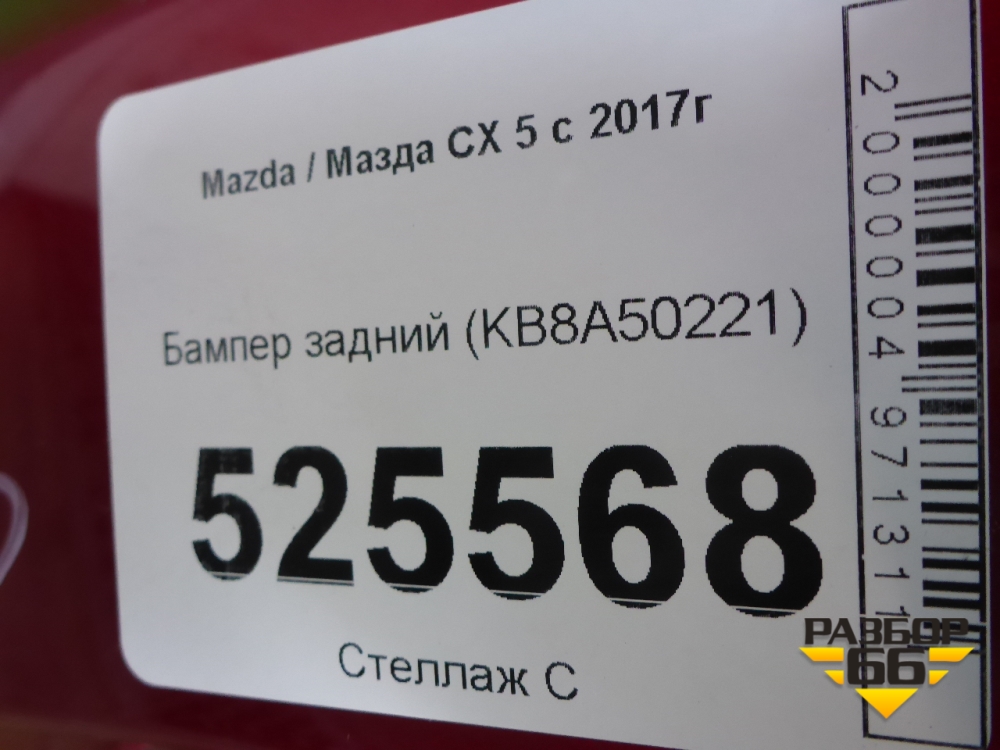 Mazda / Мазда CX 5 с 2017г
Бампер задний (KB8A50221)
525568
Стеллаж С
2000004971311
РАЗБОР
66